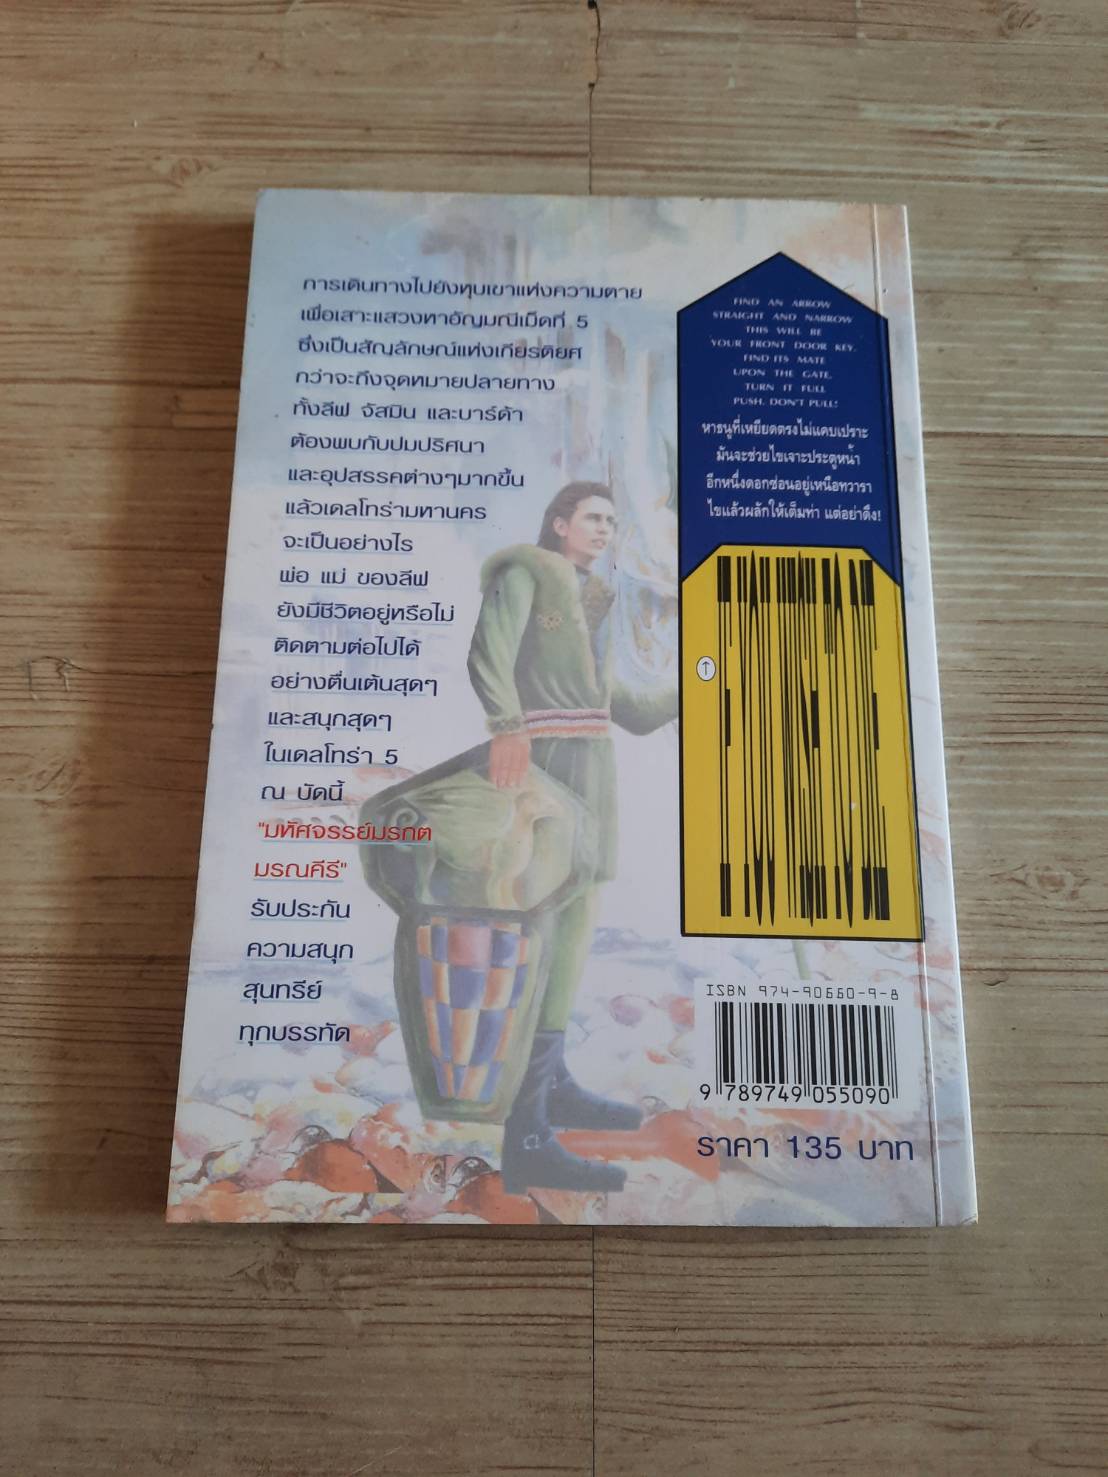 การเดินทางไปยังหุบเขาแห่งความตาย
เพื่อเสาะแสวงหาอัญมณีเม็ดที่ 5
ซึ่งเป็นสัญลักษณ์แห่งเกียรติยศ
กว่าจะถึงจุดหมายปลายทาง
ทั้งลีฟ จัสมิน และบาร์ด้า
ต้องพบกับปมปริศนา
และอุปสรรคต่างๆมากขึ้น
แล้วเดลโทร่ามหานคร
จะเป็นอย่างไร
พ่อ แม่ ของลีฟ
ยังมีชีวิตอยู่หรือไม่
ติดตามต่อไปได้
อย่างตื่นเต้นสุดๆ
และสนุกสุดๆ
ในเดลโทร่า 5
ณ บัดนี้
"มหัศจรรย์มรกต
มรณคีรี"
รับประกัน
ความสนุก
สุนทรีย์
ทุกบรรทัด
FIND AN ARROW
STRAIGHT AND NARROW
THIS WILL BE
YOUR FRONT DOOR KEY.
FIND ITS MATE
UPON THE GATE.
TURN IT FULL
PUSH, DON'T PULL!
หาธนูที่เหยียดตรงไม่แคบเปราะ
มันจะช่วยไขเจาะประตูหน้า
อีกหนึ่งดอกซ่อนอยู่เหนือทวารา
ไขแล้วผลักให้เต็มท่า แต่อย่าดึง!
↑
ISBN 974-90660-9-8
9 789749 055090
ราคา 135 บาท